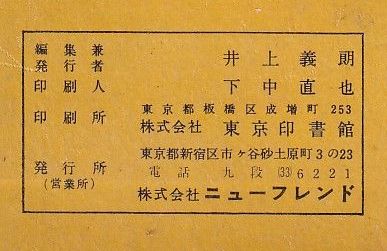 編集兼
発行者 井上義朗
印刷人 下中直也
東京都板橋区成増町 253
印刷所 株式会社 東京印書館
東京都新宿区市ヶ谷砂土原町3の23
発行所 電話 九段 (33) 6221
(営業所) 株式会社 ニューフレンド